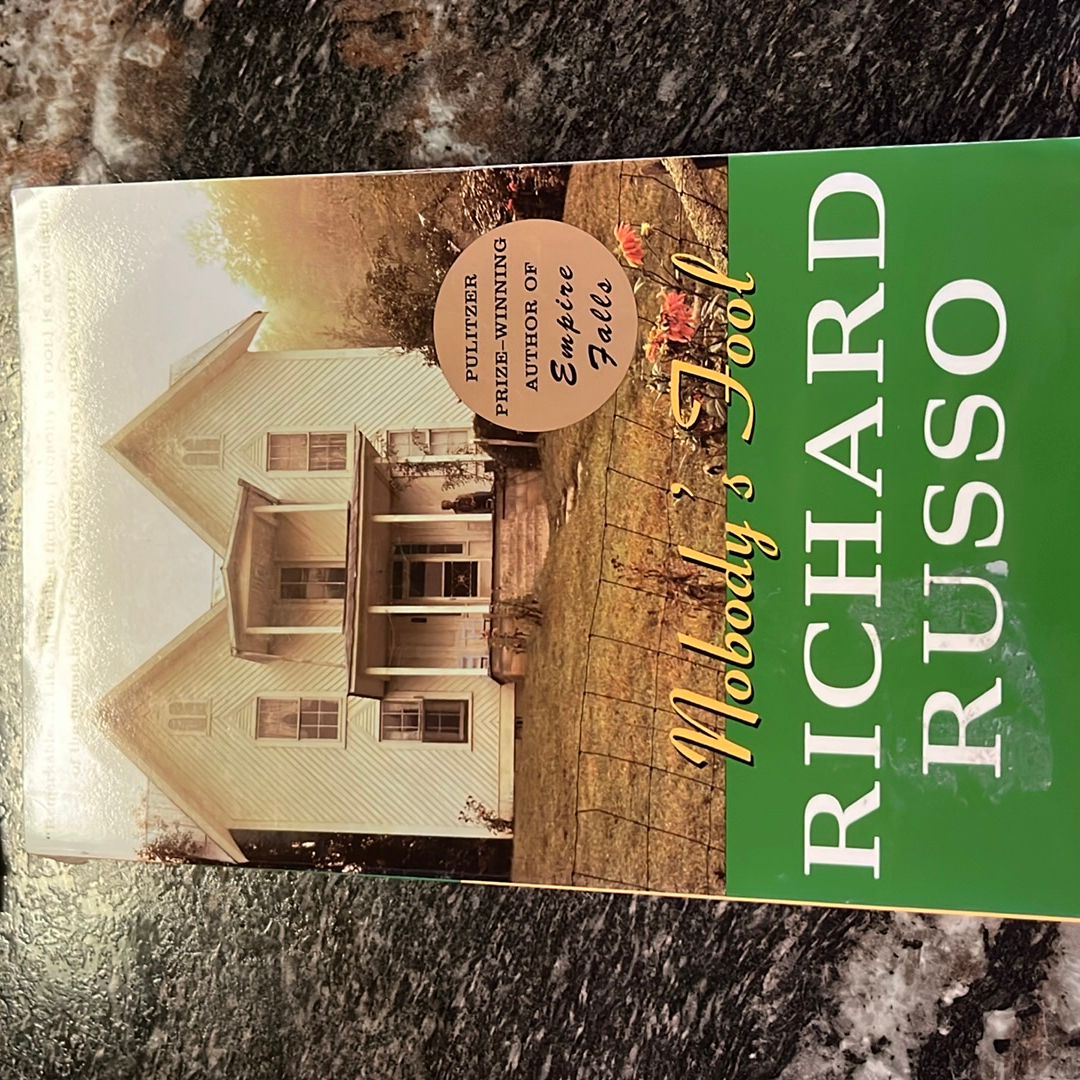 PULITZER
PRIZE-WINNING
AUTHOR OF
Empire
Falls
Nobody's Fool
RICHARD
RUSSO